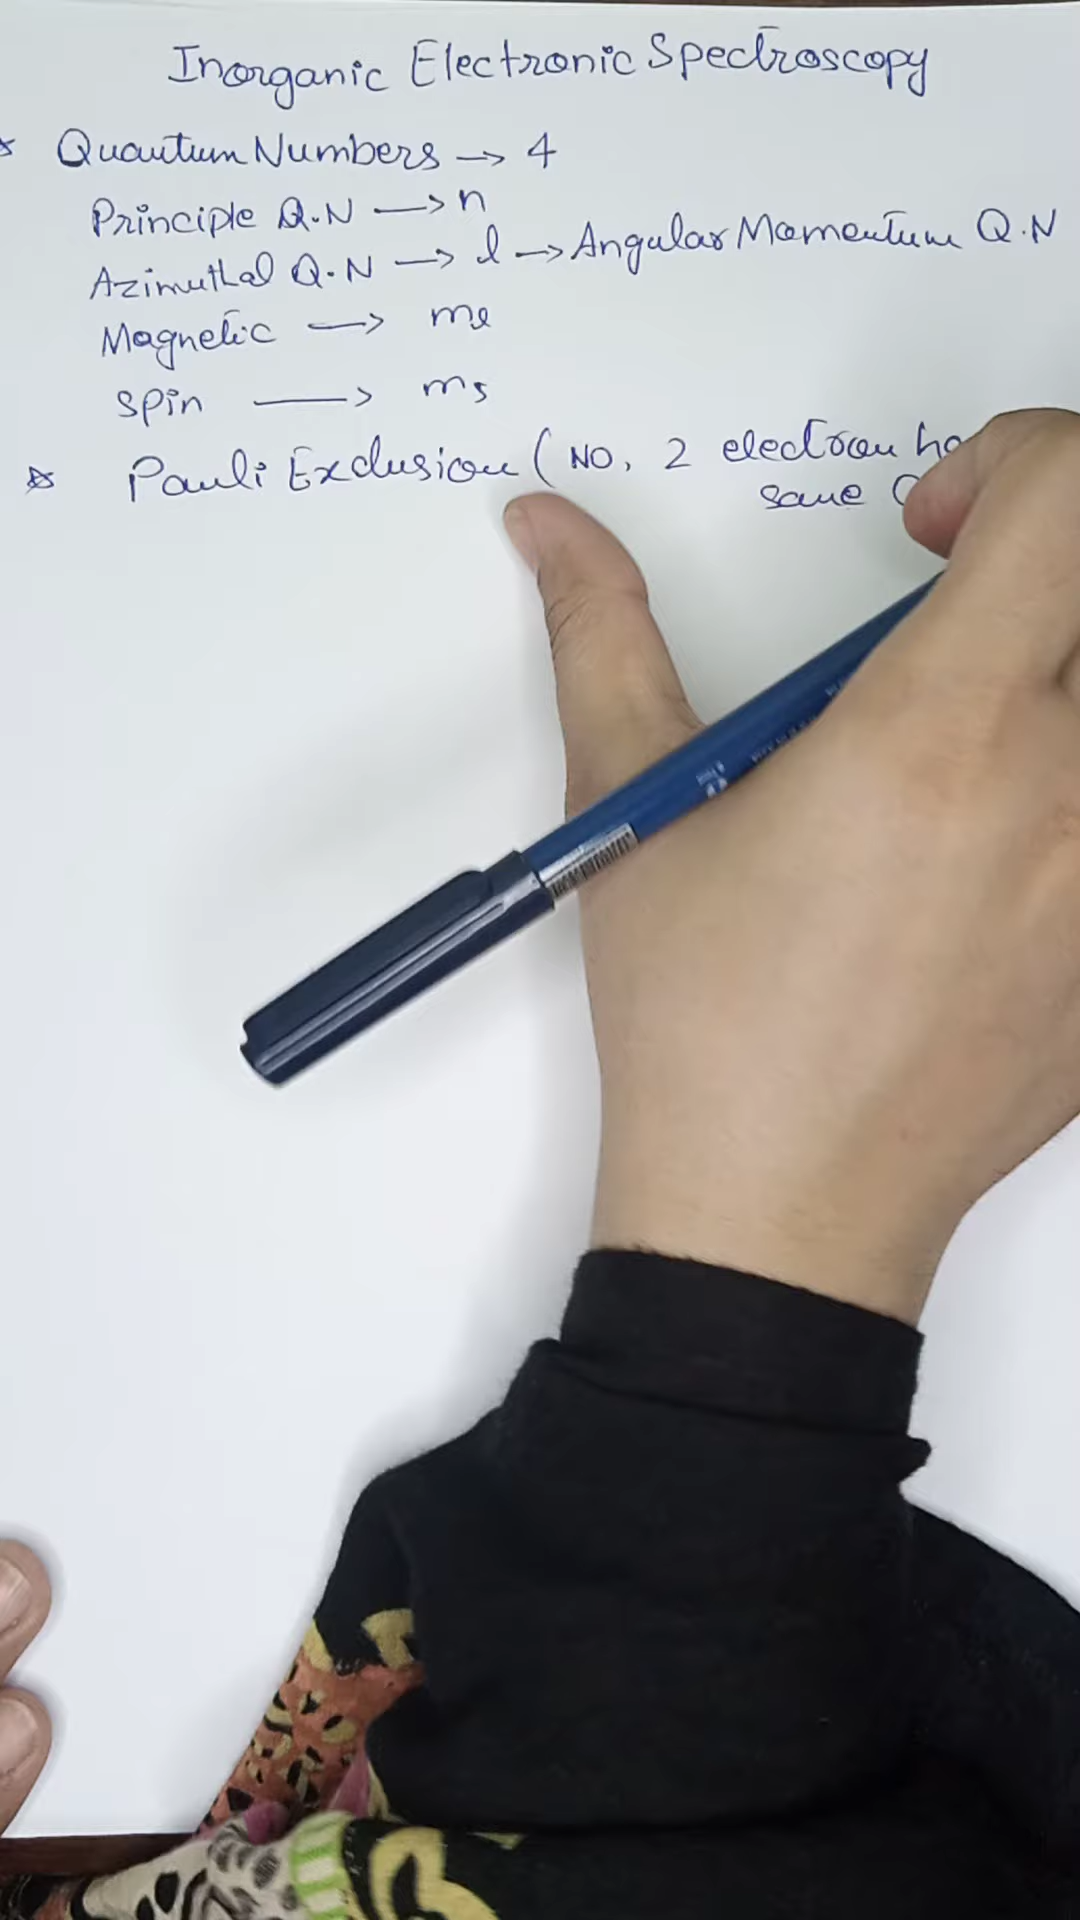 Inorganic Electronic Spectroscopy
Quantum Numbers → 4
Principle Q.N → n
Azimuthal Q.N → l → Angular Momentum Q.N
Magnetic → ml
Spin → ms
Pauli Exclusion (NO, 2 electron
same